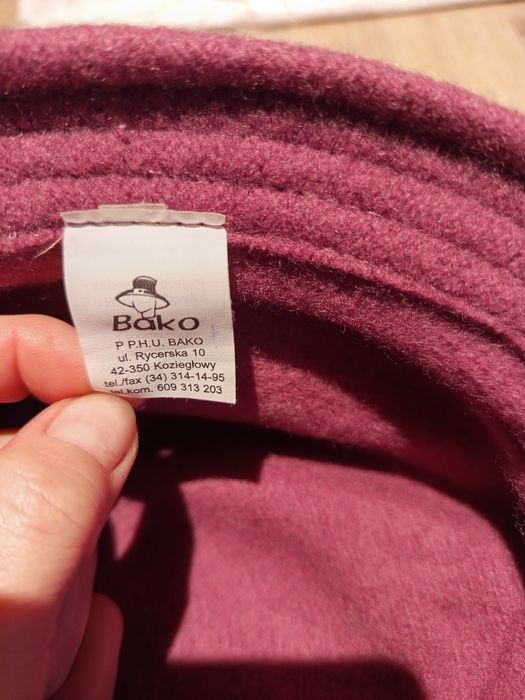 Bako
P P.H.U. BAKO
ul. Rycerska 10
42-350 Koziegłowy
tel./fax (34) 314-14-95
tel.kom. 609 313 203